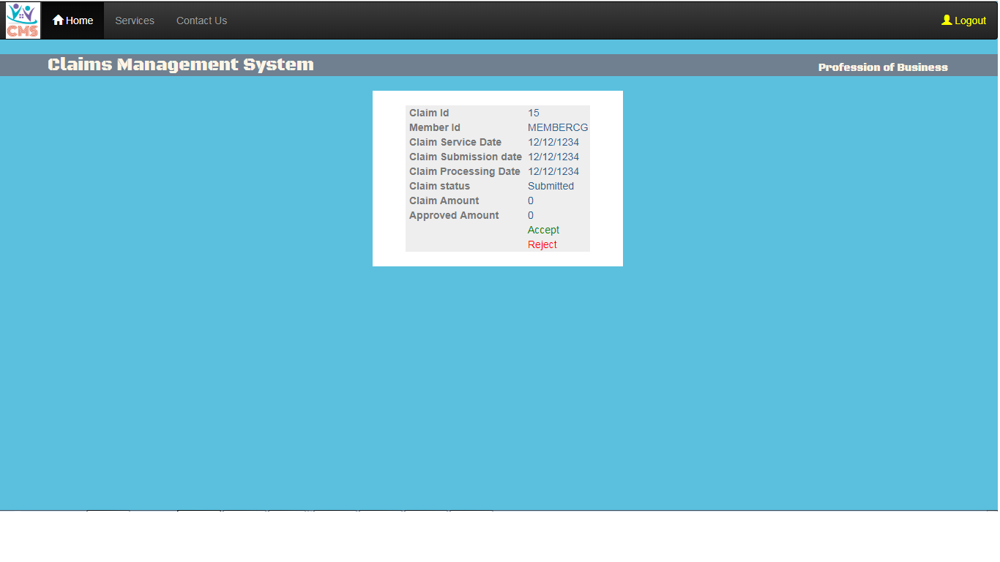 CMS
Home Services Contact Us Logout
Claims Management System Profession of Business
Claim Id 15
Member Id MEMBERCG
Claim Service Date 12/12/1234
Claim Submission date 12/12/1234
Claim Processing Date 12/12/1234
Claim status Submitted
Claim Amount 0
Approved Amount 0
Accept
Reject